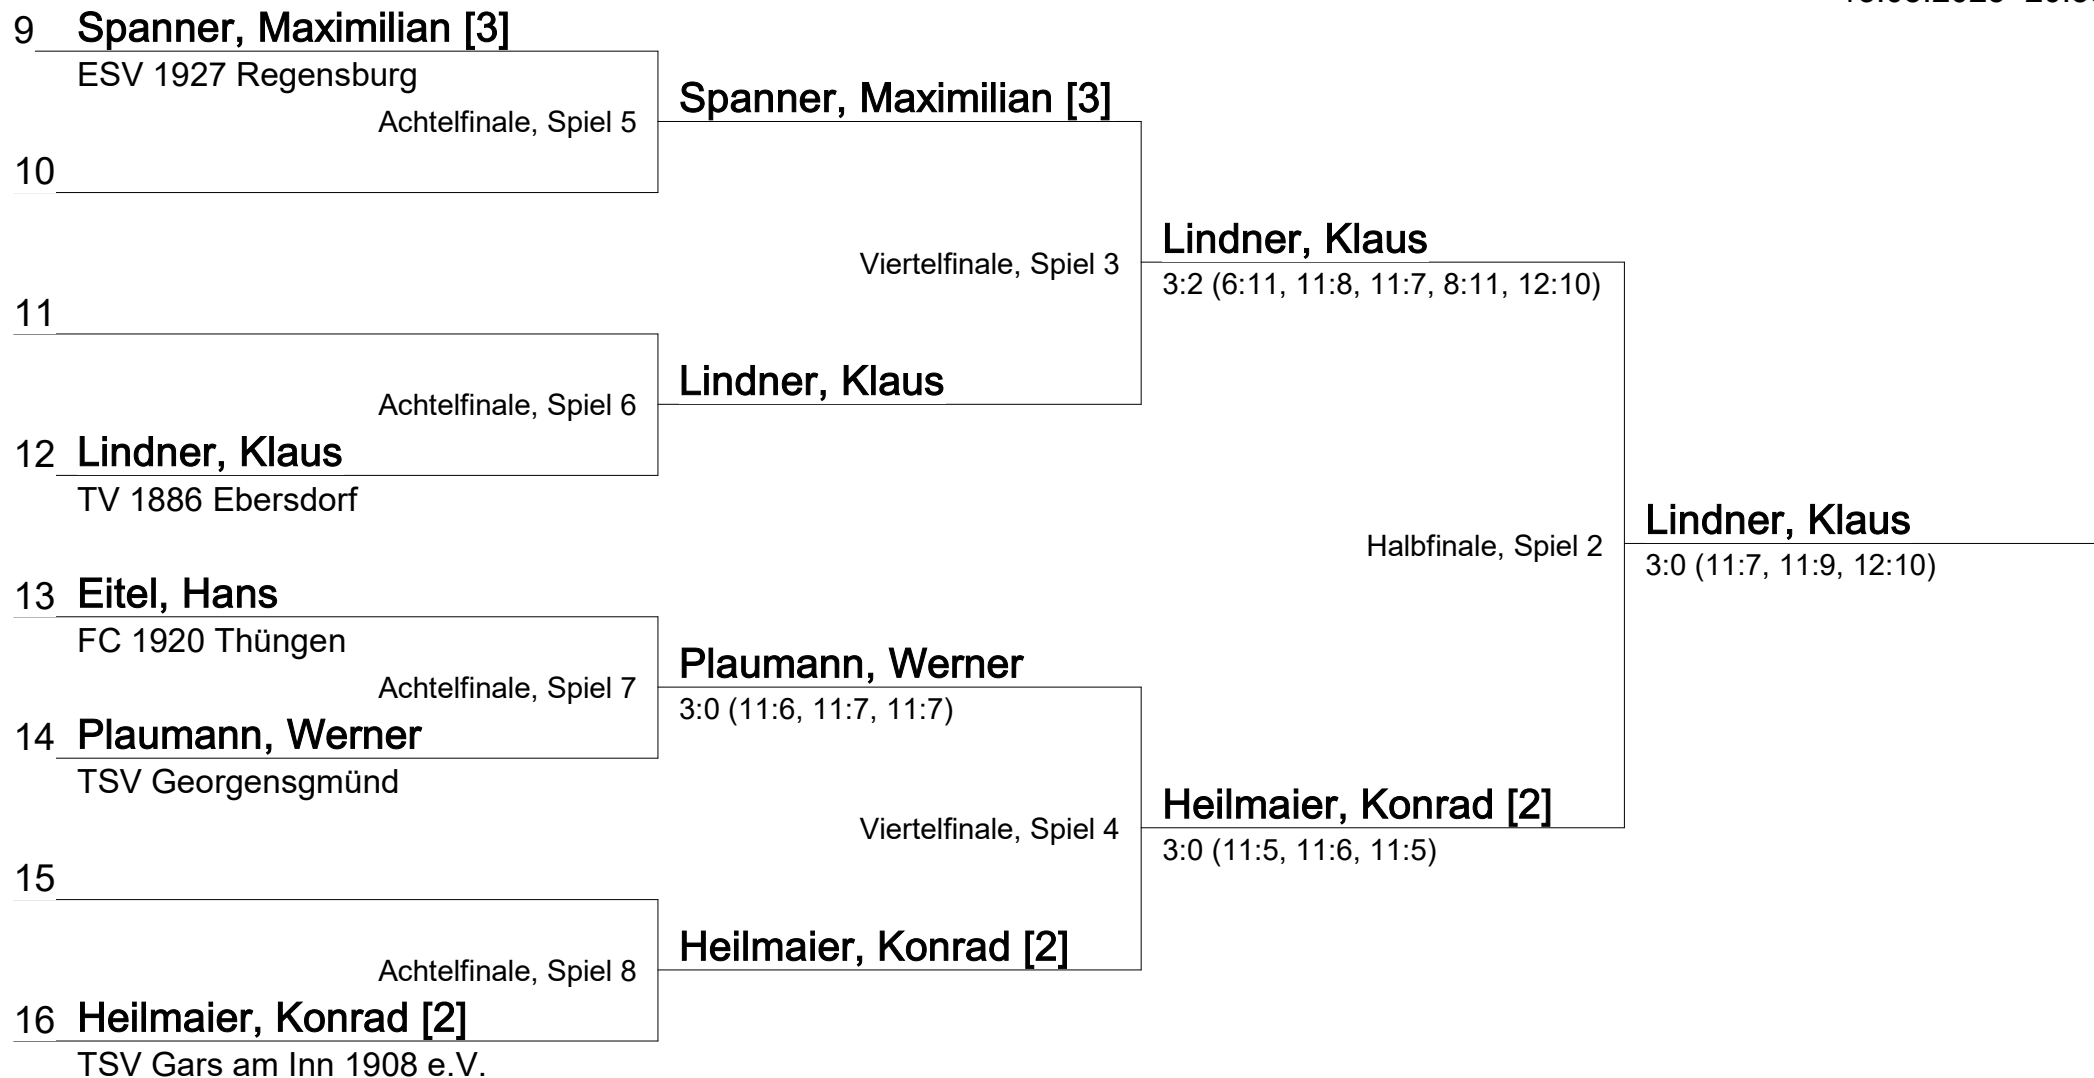 9 Spanner, Maximilian [3]
ESV 1927 Regensburg
Achtelfinale, Spiel 5
Spanner, Maximilian [3]
10
Viertelfinale, Spiel 3
Lindner, Klaus
3:2 (6:11, 11:8, 11:7, 8:11, 12:10)
11
Achtelfinale, Spiel 6
Lindner, Klaus
12 Lindner, Klaus
TV 1886 Ebersdorf
Halbfinale, Spiel 2
Lindner, Klaus
3:0 (11:7, 11:9, 12:10)
13 Eitel, Hans
FC 1920 Thüngen
Achtelfinale, Spiel 7
Plaumann, Werner
3:0 (11:6, 11:7, 11:7)
14 Plaumann, Werner
TSV Georgensgmünd
Viertelfinale, Spiel 4
Heilmaier, Konrad [2]
3:0 (11:5, 11:6, 11:5)
15
Achtelfinale, Spiel 8
Heilmaier, Konrad [2]
16 Heilmaier, Konrad [2]
TSV Gars am Inn 1908 e.V.